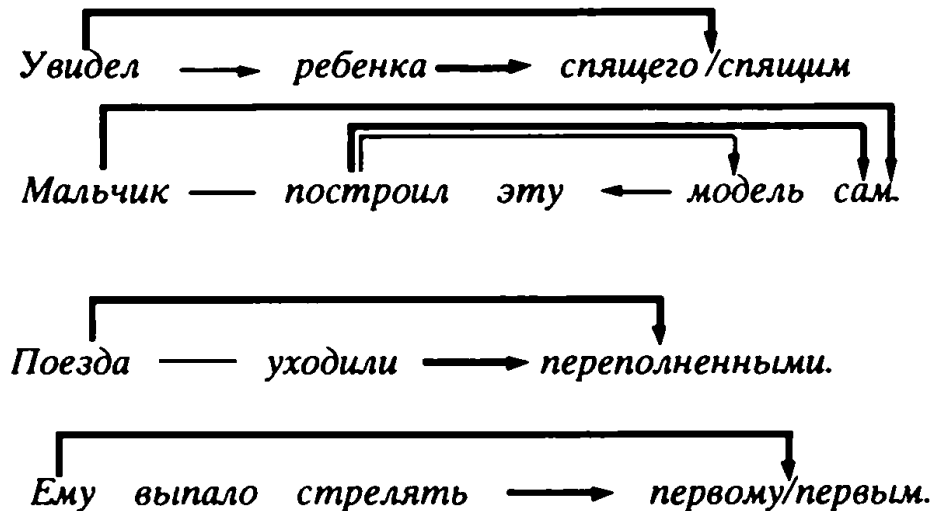 Увидел ребенка спящего/спящим
Мальчик — построил эту модель сам.
Поезда — уходили переполненными.
Ему выпало стрелять первому/первым.